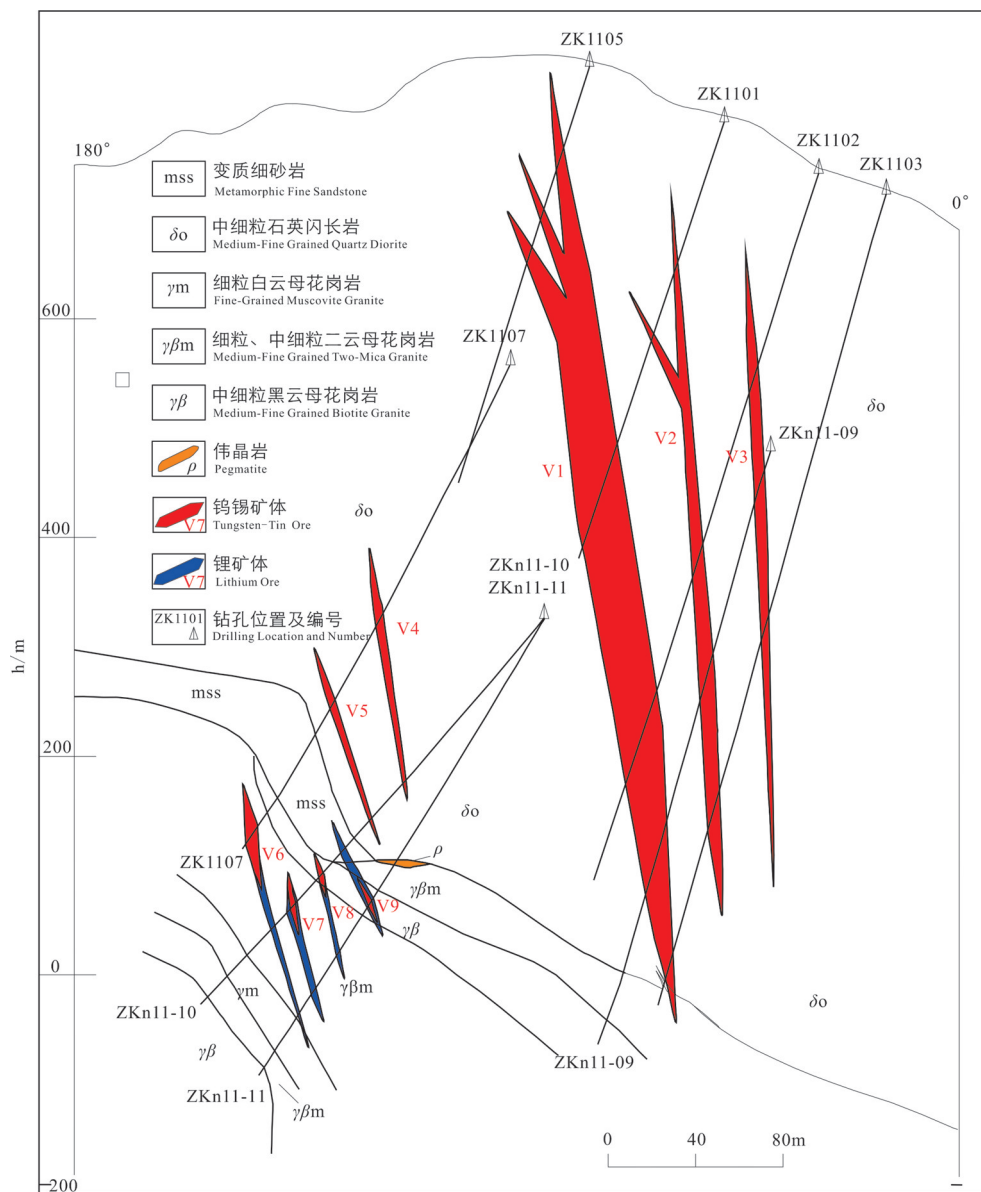 ZK1105
ZK1101
ZK1102
ZK1103
180°
0°
mss
变质细砂岩
Metamorphic Fine Sandstone
δo
中细粒石英闪长岩
Medium-Fine Grained Quartz Diorite
γm
细粒白云母花岗岩
Fine-Grained Muscovite Granite
γβm
细粒、中细粒二云母花岗岩
Medium-Fine Grained Two-Mica Granite
γβ
中细粒黑云母花岗岩
Medium-Fine Grained Biotite Granite
ρ
伟晶岩
Pegmatite
V7
钨锡矿体
Tungsten-Tin Ore
V7
锂矿体
Lithium Ore
ZK1101
钻孔位置及编号
Drilling Location and Number
600
ZK1107
δo
ZKn11-09
V1
V2
V3
δo
400
ZKn11-10
ZKn11-11
V4
h/m
mss
V5
200
mss
δo
ρ
ZK1107
V6
γβm
V7
V8
V9
γβ
0
γβm
γm
δo
ZKn11-10
γβ
ZKn11-09
ZKn11-11
γβm
0
40
80m
-200